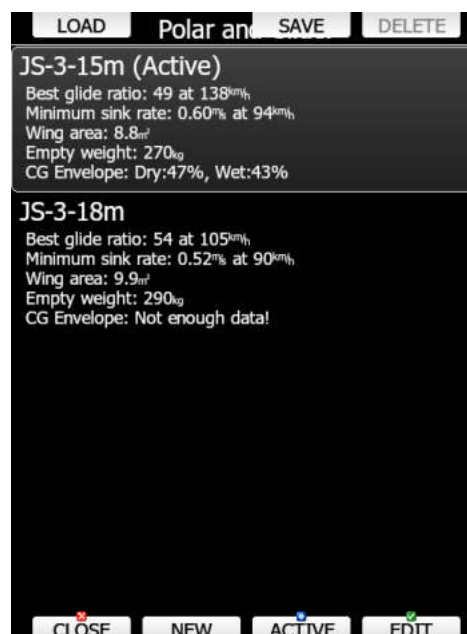 LOAD Polar and SAVE DELETE
JS-3-15m (Active)
Best glide ratio: 49 at 138km/h
Minimum sink rate: 0.60m/s at 94km/h
Wing area: 8.8m²
Empty weight: 270kg
CG Envelope: Dry:47%, Wet:43%
JS-3-18m
Best glide ratio: 54 at 105km/h
Minimum sink rate: 0.52m/s at 90km/h
Wing area: 9.9m²
Empty weight: 290kg
CG Envelope: Not enough data!
CLOSE NEW ACTIVE EDIT